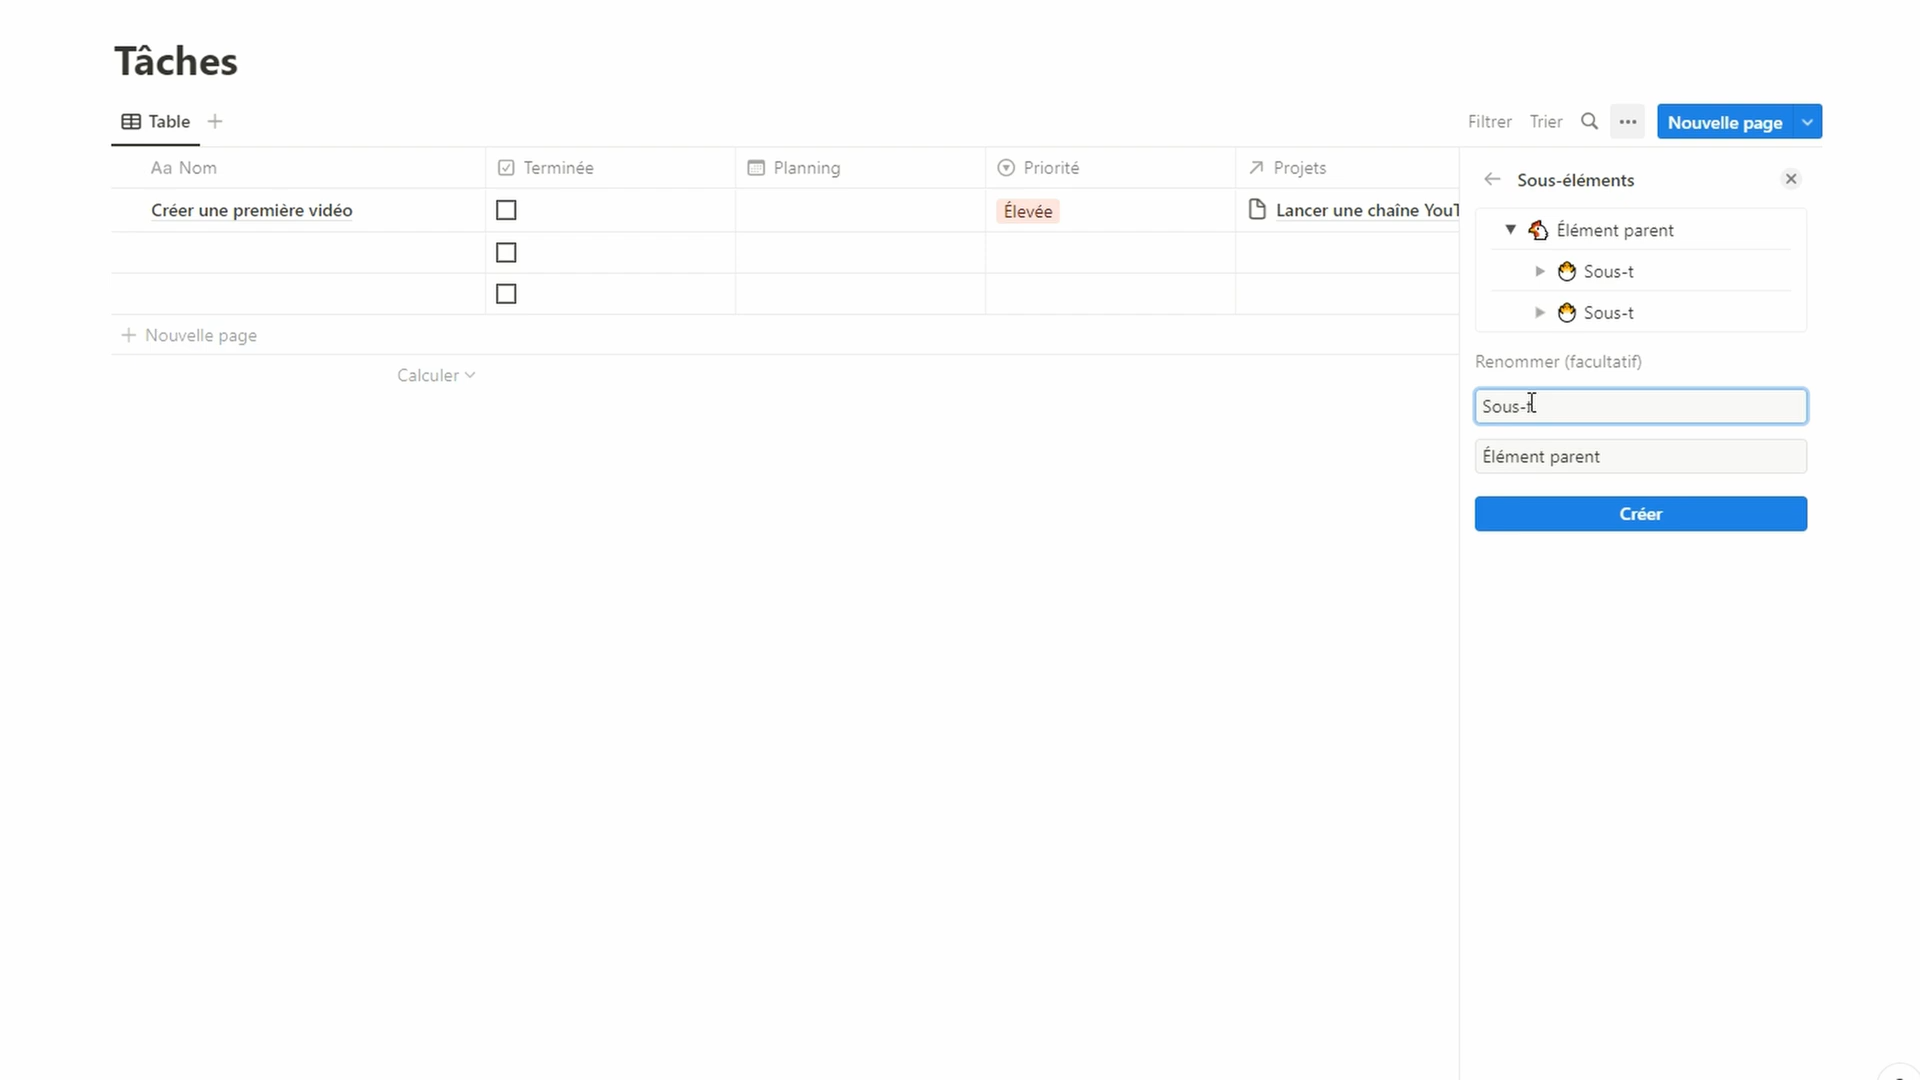 Tâches
Table
Filtrer Trier Nouvelle page
Aa Nom Terminée Planning Priorité Projets
Créer une première vidéo Élevée Lancer une chaîne YouT
Nouvelle page
Calculer
Sous-éléments
Élément parent
Sous-t
Sous-t
Renommer (facultatif)
Sous-t
Élément parent
Créer